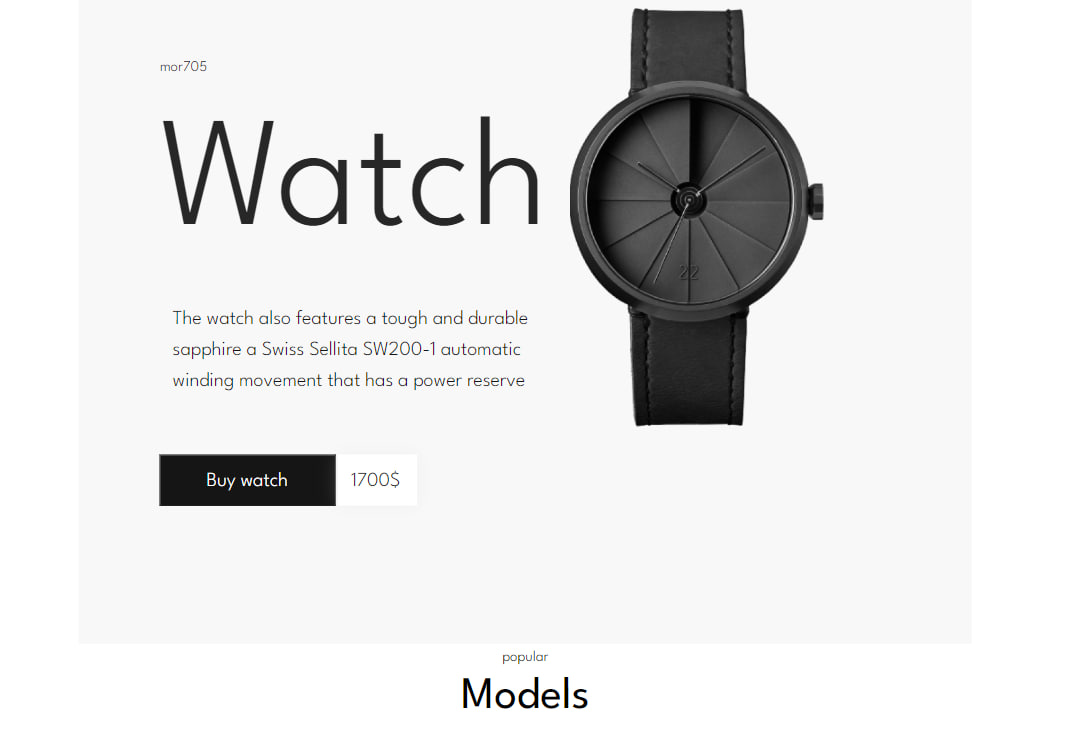 mor705
Watch
22
The watch also features a tough and durable
sapphire a Swiss Sellita SW200-1 automatic
winding movement that has a power reserve
Buy watch
1700$
popular
Models